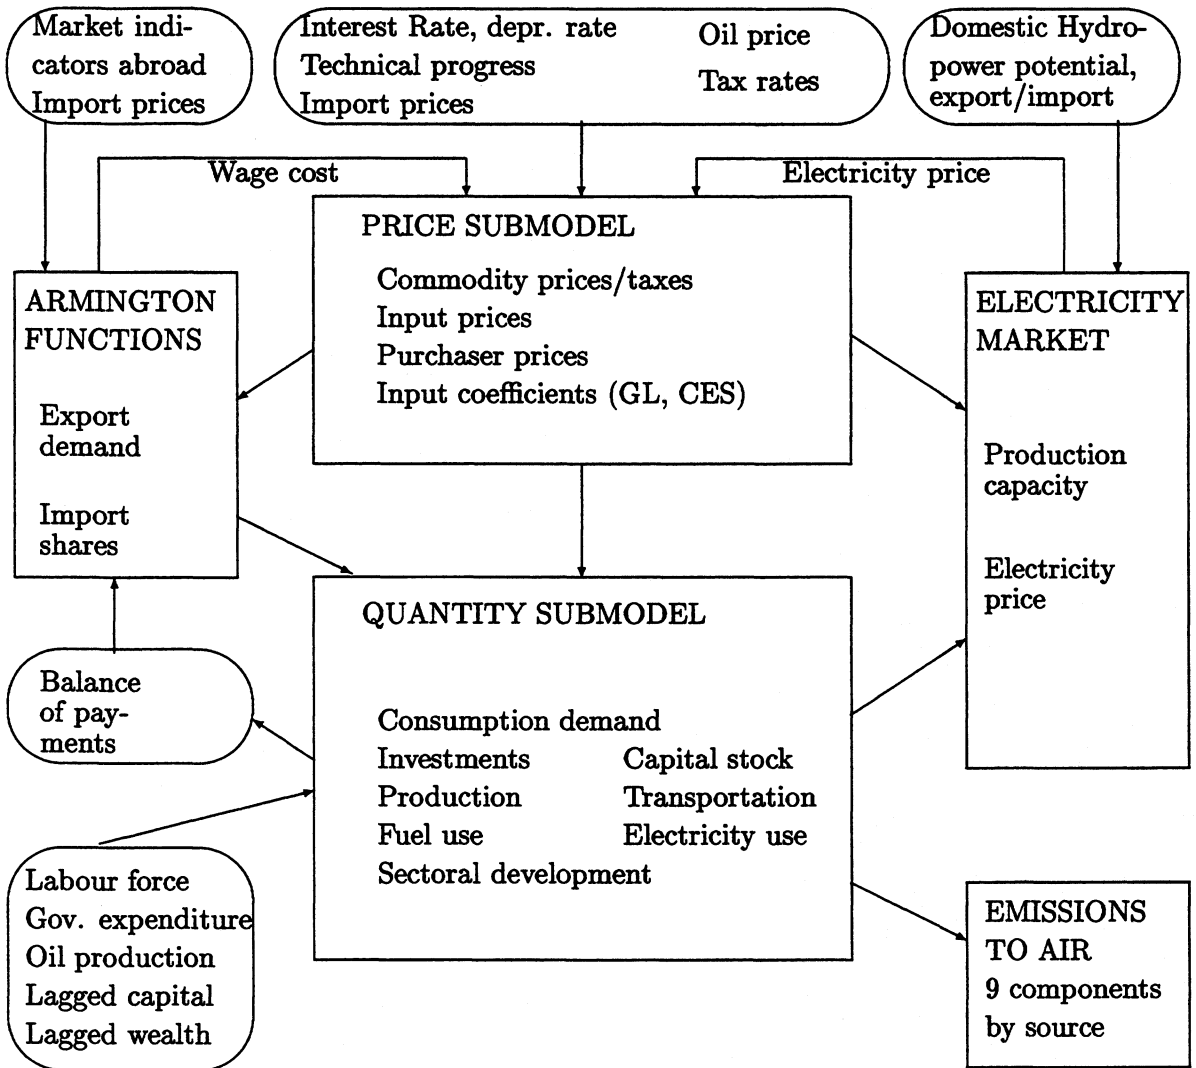 Market indi-
cators abroad
Import prices
Interest Rate, depr. rate
Technical progress
Import prices
Oil price
Tax rates
Domestic Hydro-
power potential,
export/import
Wage cost
Electricity price
PRICE SUBMODEL
Commodity prices/taxes
Input prices
Purchaser prices
Input coefficients (GL, CES)
ARMINGTON
FUNCTIONS
Export
demand
Import
shares
ELECTRICITY
MARKET
Production
capacity
Electricity
price
QUANTITY SUBMODEL
Consumption demand
Investments
Capital stock
Production
Transportation
Fuel use
Electricity use
Sectoral development
Balance
of pay-
ments
Labour force
Gov. expenditure
Oil production
Lagged capital
Lagged wealth
EMISSIONS
TO AIR
9 components
by source